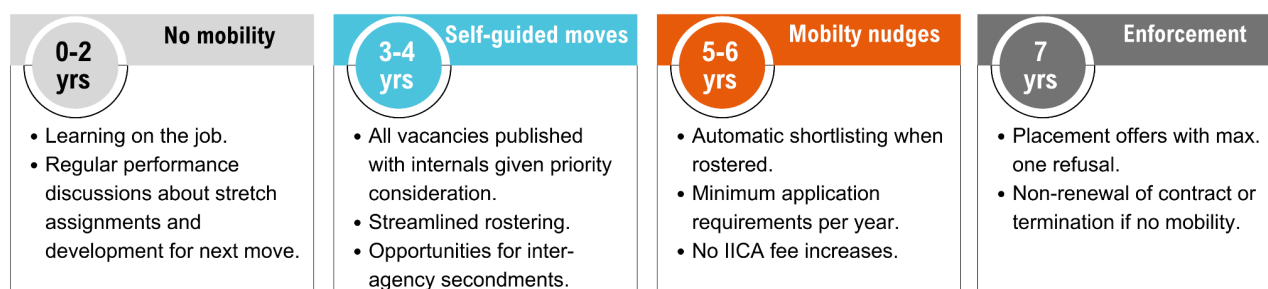 0-2
yrs
No mobility
• Learning on the job.
• Regular performance
discussions about stretch
assignments and
development for next move.
3-4
yrs
Self-guided moves
• All vacancies published
with internals given priority
consideration.
• Streamlined rostering.
• Opportunities for inter-
agency secondments.
5-6
yrs
Mobilty nudges
• Automatic shortlisting when
rostered.
• Minimum application
requirements per year.
• No IICA fee increases.
7
yrs
Enforcement
• Placement offers with max.
one refusal.
• Non-renewal of contract or
termination if no mobility.